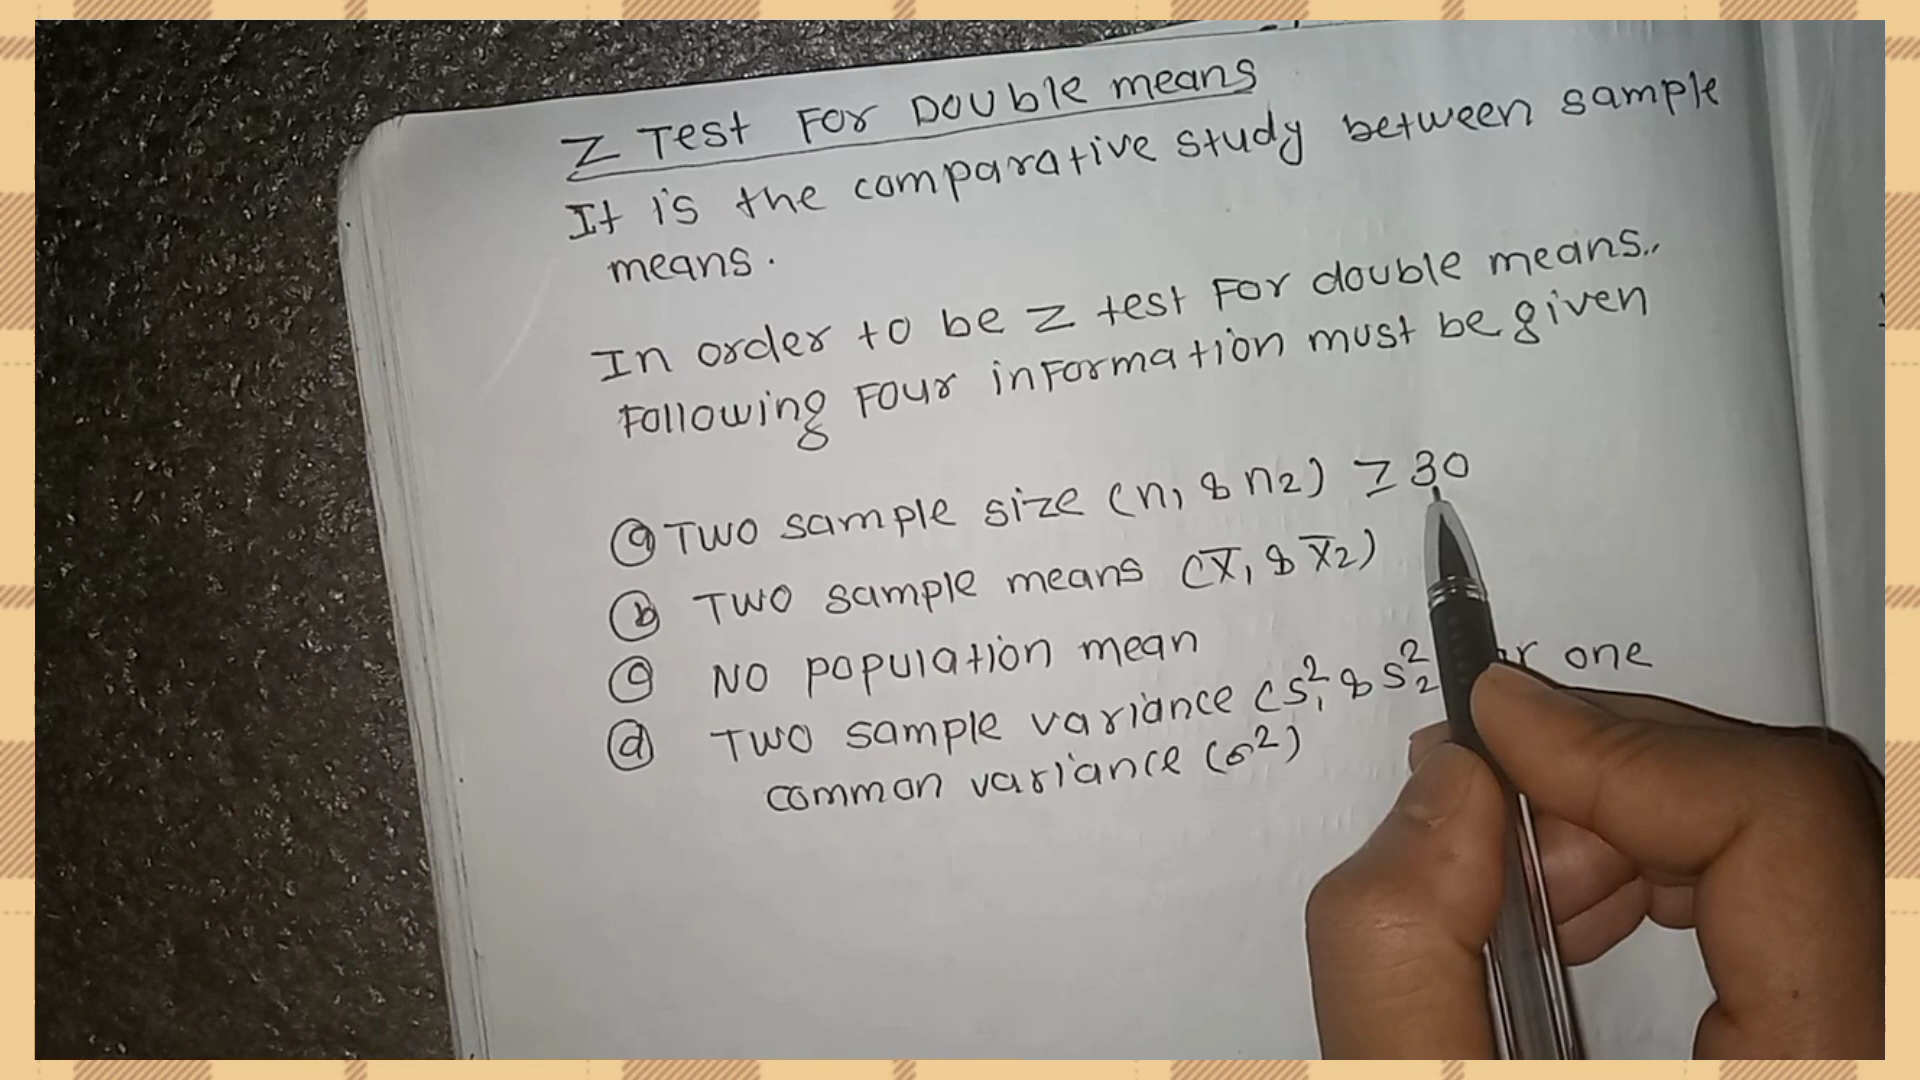 Z Test For Double means
It is the comparative study between sample
means.
In order to be z test For double means..
Following Four information must be given
(a) Two sample size (n₁ & n₂) ≥ 30
(b) Two sample means (x̄₁ & x̄₂)
(c) No population mean
(d) Two sample variance (s₁² & s₂² or one
common variance (σ²)